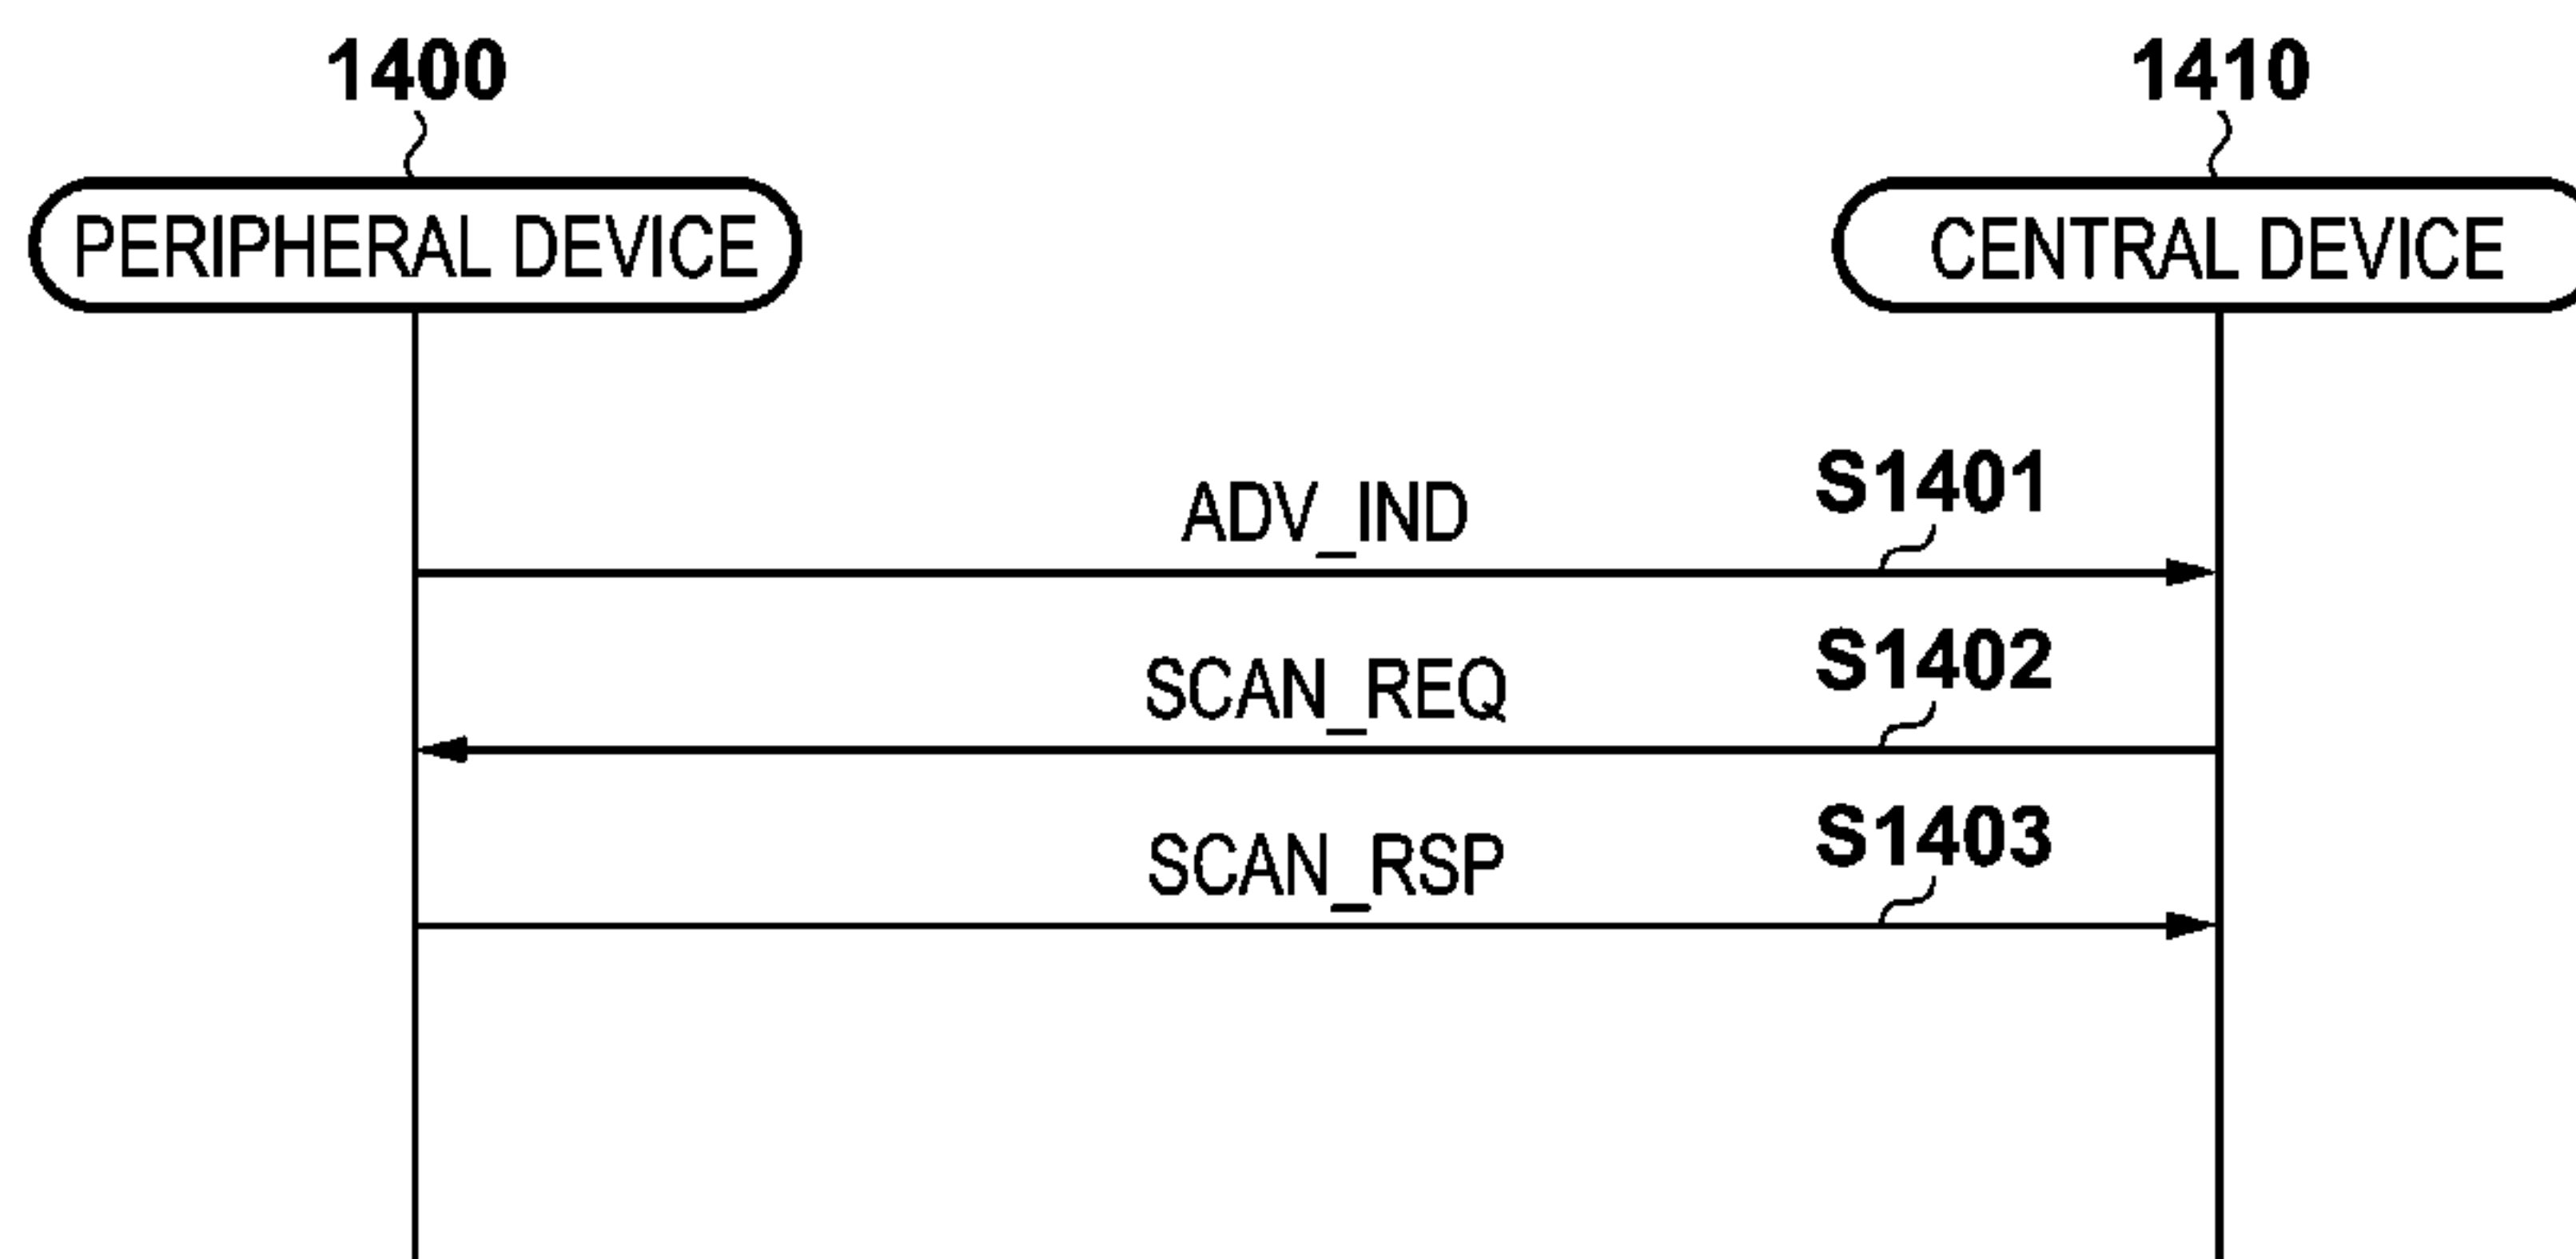 1400
1410
PERIPHERAL DEVICE
CENTRAL DEVICE
ADV_IND
S1401
SCAN_REQ
S1402
SCAN_RSP
S1403